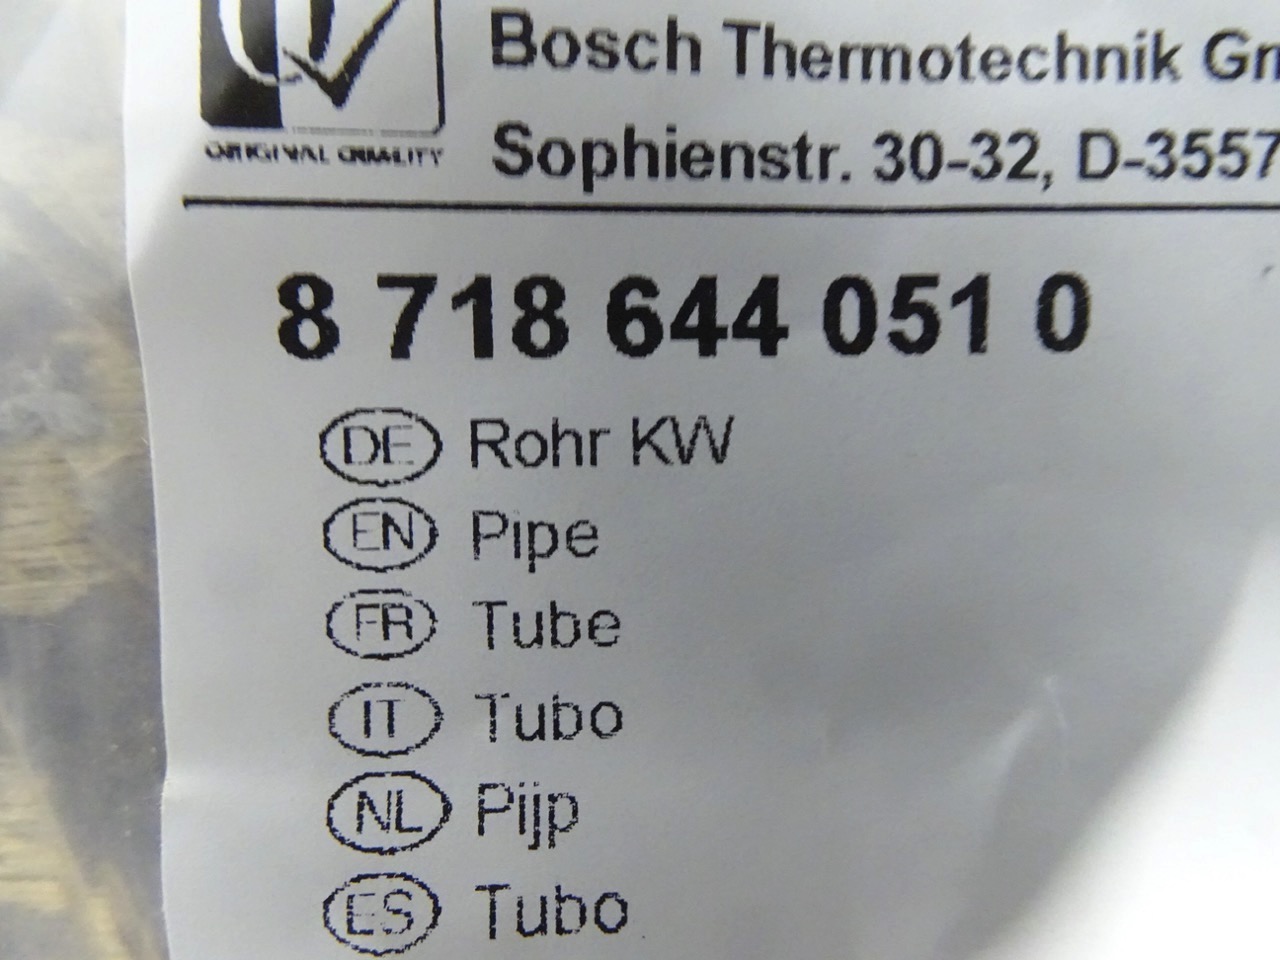 Bosch Thermotechnik Gm
ORIGINAL QUALITY
Sophienstr. 30-32, D-3557
8 718 644 051 0
DE Rohr KW
EN Pipe
FR Tube
IT Tubo
NL Pijp
ES Tubo